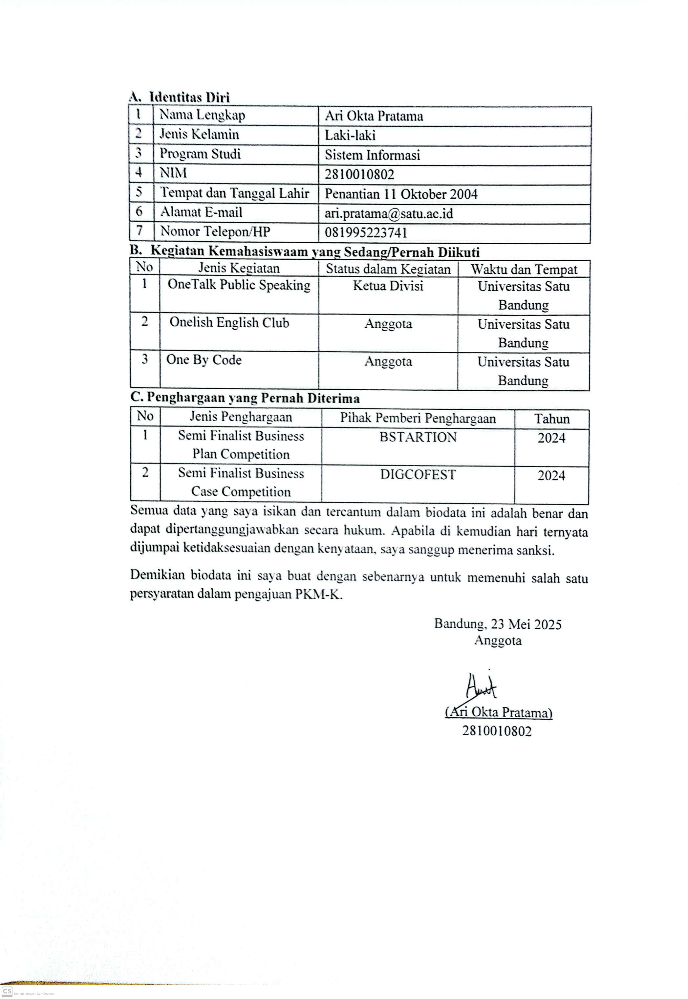 A. Identitas Diri
1 Nama Lengkap Ari Okta Pratama
2 Jenis Kelamin Laki-laki
3 Program Studi Sistem Informasi
4 NIM 2810010802
5 Tempat dan Tanggal Lahir Penantian 11 Oktober 2004
6 Alamat E-mail ari.pratama@satu.ac.id
7 Nomor Telepon/HP 081995223741
B. Kegiatan Kemahasiswaam yang Sedang/Pernah Diikuti
No Jenis Kegiatan Status dalam Kegiatan Waktu dan Tempat
1 OneTalk Public Speaking Ketua Divisi Universitas Satu
Bandung
2 Onelish English Club Anggota Universitas Satu
Bandung
3 One By Code Anggota Universitas Satu
Bandung
C. Penghargaan yang Pernah Diterima
No Jenis Penghargaan Pihak Pemberi Penghargaan Tahun
1 Semi Finalist Business BSTARTION 2024
Plan Competition
2 Semi Finalist Business DIGCOFEST 2024
Case Competition
Semua data yang saya isikan dan tercantum dalam biodata ini adalah benar dan
dapat dipertanggungjawabkan secara hukum. Apabila di kemudian hari ternyata
dijumpai ketidaksesuaian dengan kenyataan, saya sanggup menerima sanksi.
Demikian biodata ini saya buat dengan sebenarnya untuk memenuhi salah satu
persyaratan dalam pengajuan PKM-K.
Bandung, 23 Mei 2025
Anggota
(Ari Okta Pratama)
2810010802
CS Dipindai dengan CamScanner